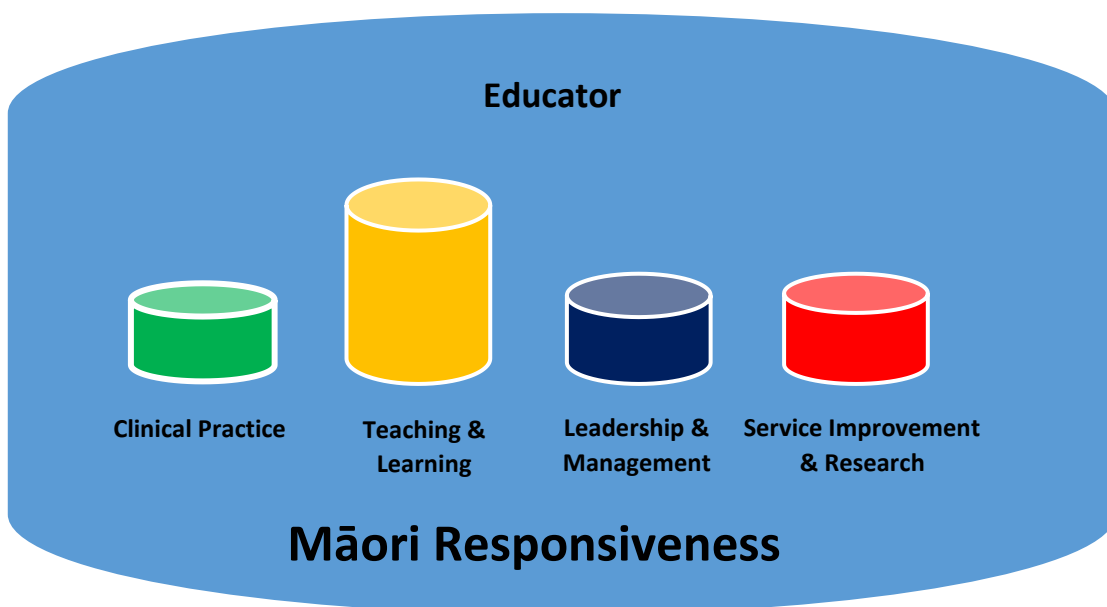 Educator
Clinical Practice
Teaching &
Learning
Leadership &
Management
Service Improvement
& Research
Māori Responsiveness